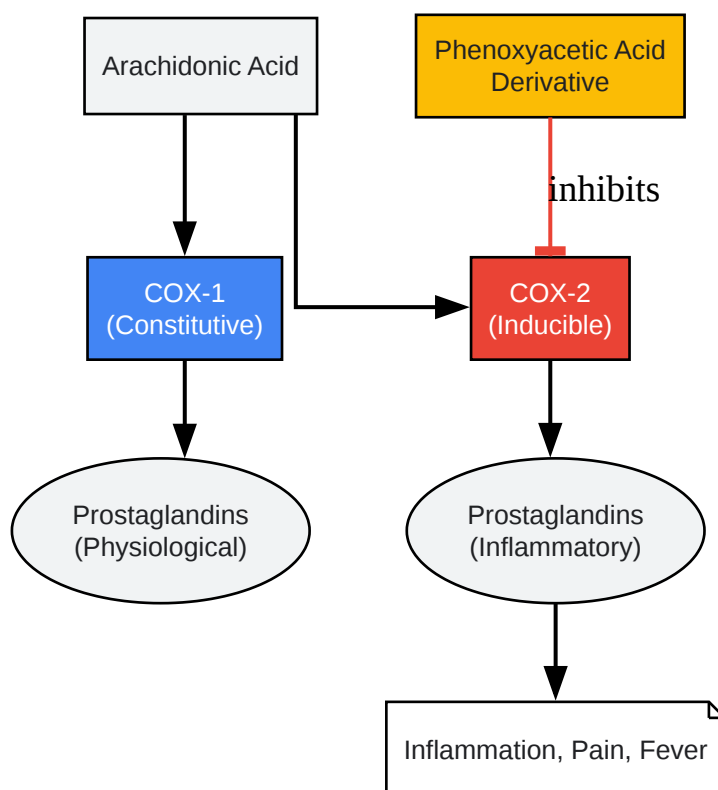 Arachidonic Acid
Phenoxyacetic Acid
Derivative
inhibits
COX-1
(Constitutive)
COX-2
(Inducible)
Prostaglandins
(Physiological)
Prostaglandins
(Inflammatory)
Inflammation, Pain, Fever